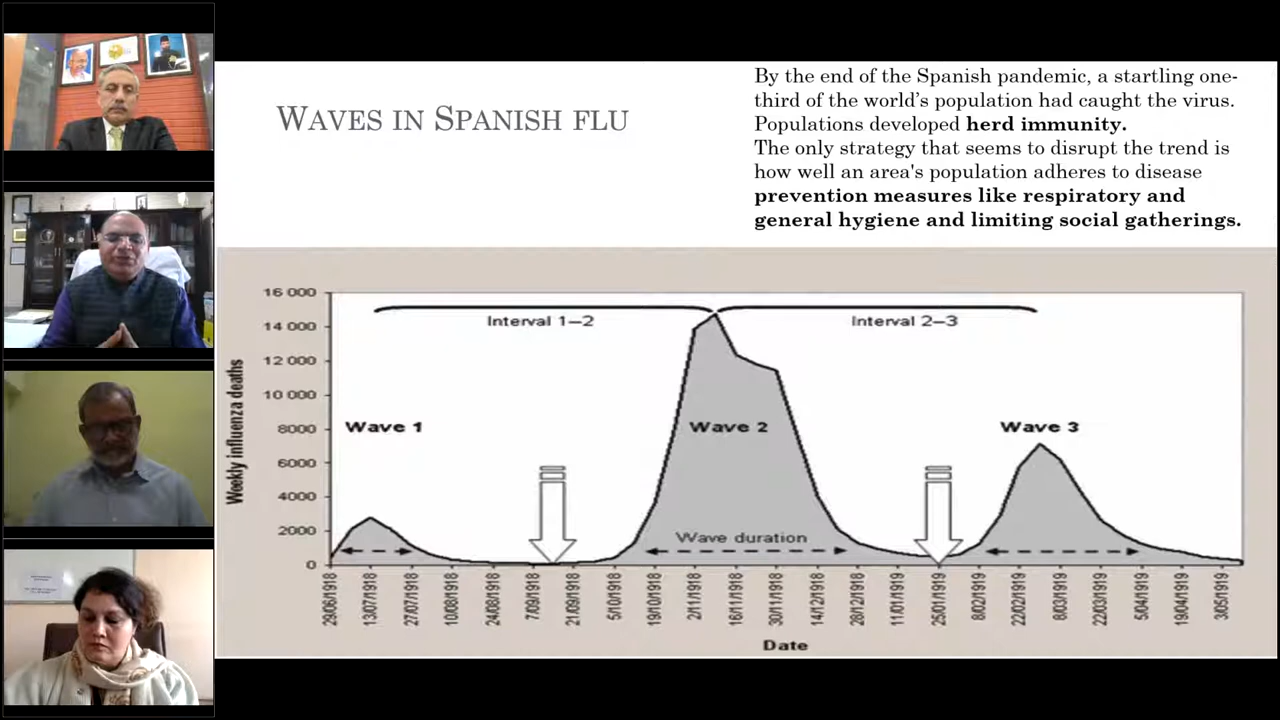 WAVES IN SPANISH FLU
By the end of the Spanish pandemic, a startling one-
third of the world's population had caught the virus.
Populations developed herd immunity.
The only strategy that seems to disrupt the trend is
how well an area's population adheres to disease
prevention measures like respiratory and
general hygiene and limiting social gatherings.
Weekly influenza deaths
16 000
14 000
12 000
10 000
8000
6000
4000
2000
0
Interval 1–2
Interval 2–3
Wave 1
Wave 2
Wave 3
Wave duration
29/06/1918
13/07/1918
27/07/1918
10/08/1918
24/08/1918
7/09/1918
21/09/1918
5/10/1918
19/10/1918
2/11/1918
16/11/1918
30/11/1918
14/12/1918
28/12/1918
11/01/1919
25/01/1919
8/02/1919
22/02/1919
8/03/1919
22/03/1919
5/04/1919
19/04/1919
3/05/1919
Date